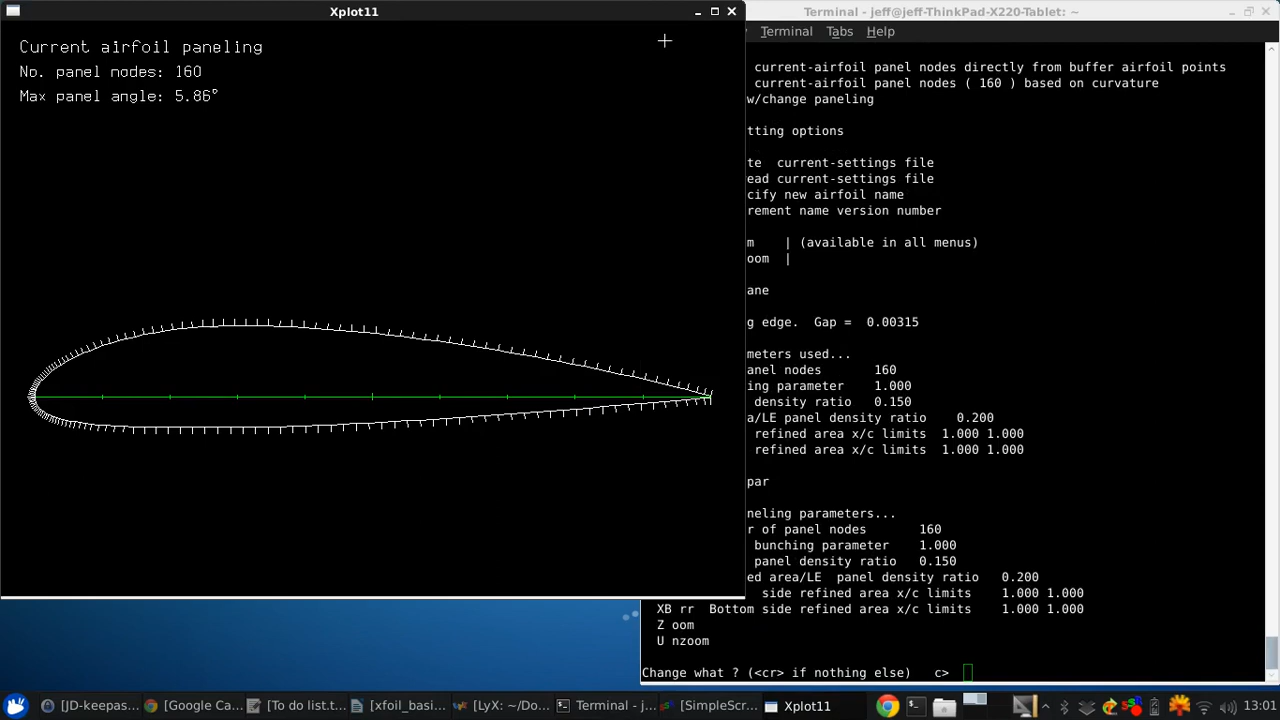 Xplot11
Current airfoil paneling
No. panel nodes: 160
Max panel angle: 5.86°
Terminal - jeff@jeff-ThinkPad-X220-Tablet: ~
Terminal Tabs Help
current-airfoil panel nodes directly from buffer airfoil points
current-airfoil panel nodes ( 160 ) based on curvature
w/change paneling
tting options
te  current-settings file
ead current-settings file
cify new airfoil name
rement name version number
m    | (available in all menus)
oom  |
ane
g edge.  Gap =  0.00315
meters used...
anel nodes       160
ing parameter    1.000
density ratio    0.150
a/LE panel density ratio    0.200
refined area x/c limits  1.000 1.000
refined area x/c limits  1.000 1.000
par
neling parameters...
r of panel nodes       160
bunching parameter    1.000
panel density ratio   0.150
ed area/LE  panel density ratio   0.200
side refined area x/c limits    1.000 1.000
XB rr  Bottom side refined area x/c limits    1.000 1.000
Z oom
U nzoom
Change what ? (<cr> if nothing else)   c>
[JD-keepas... [Google Ca... [To do list.t... [xfoil_basi... [LyX: ~/Do... Terminal - je... [SimpleScr... Xplot11 13:01